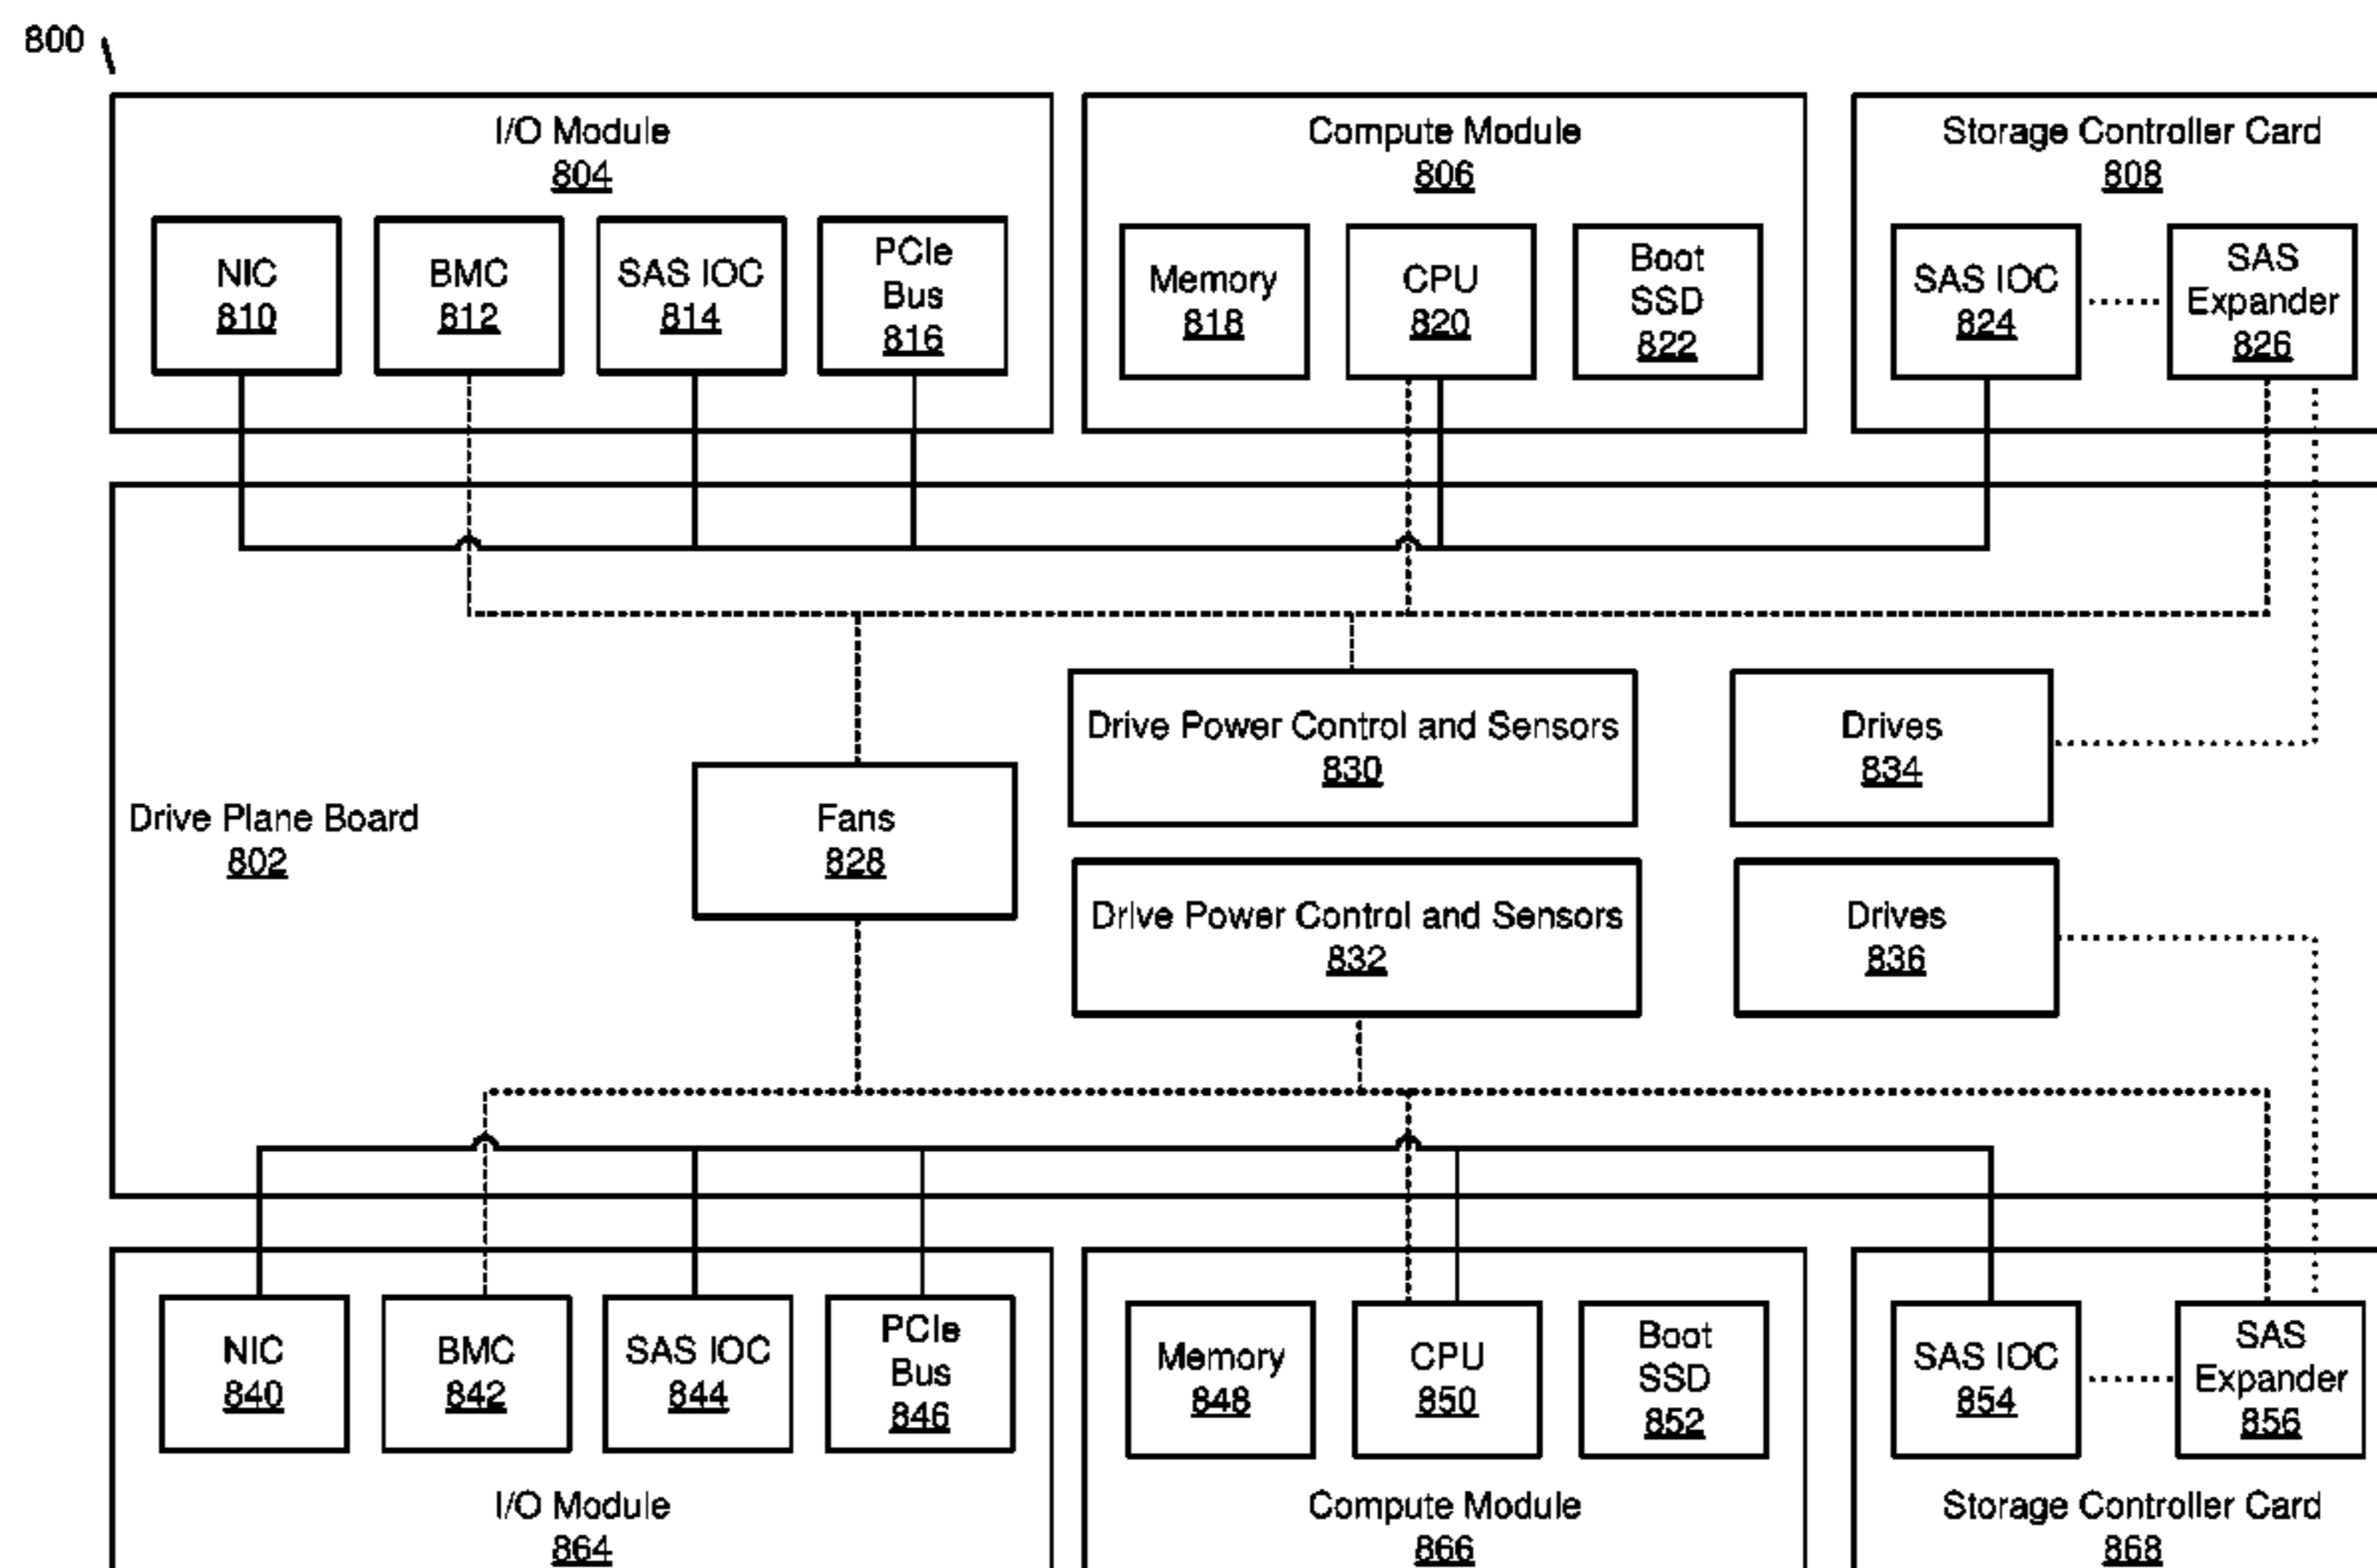 800
I/O Module
804
Compute Module
806
Storage Controller Card
808
NIC
810
BMC
812
SAS IOC
814
PCIe
Bus
816
Memory
818
CPU
820
Boot
SSD
822
SAS IOC
824
SAS
Expander
826
Drive Power Control and Sensors
830
Drives
834
Drive Plane Board
802
Fans
828
Drive Power Control and Sensors
832
Drives
836
NIC
840
BMC
842
SAS IOC
844
PCIe
Bus
846
Memory
848
CPU
850
Boot
SSD
852
SAS IOC
854
SAS
Expander
856
I/O Module
864
Compute Module
866
Storage Controller Card
868